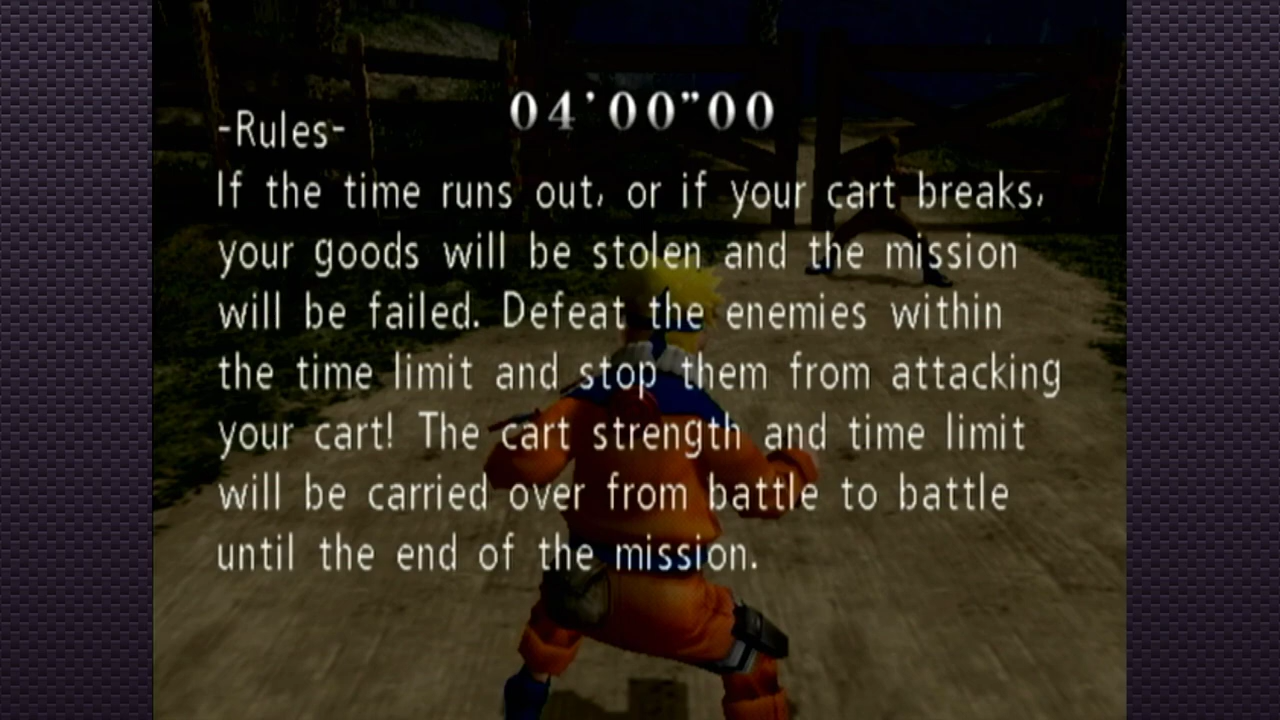 04'00"00
-Rules-
If the time runs out, or if your cart breaks,
your goods will be stolen and the mission
will be failed. Defeat the enemies within
the time limit and stop them from attacking
your cart! The cart strength and time limit
will be carried over from battle to battle
until the end of the mission.